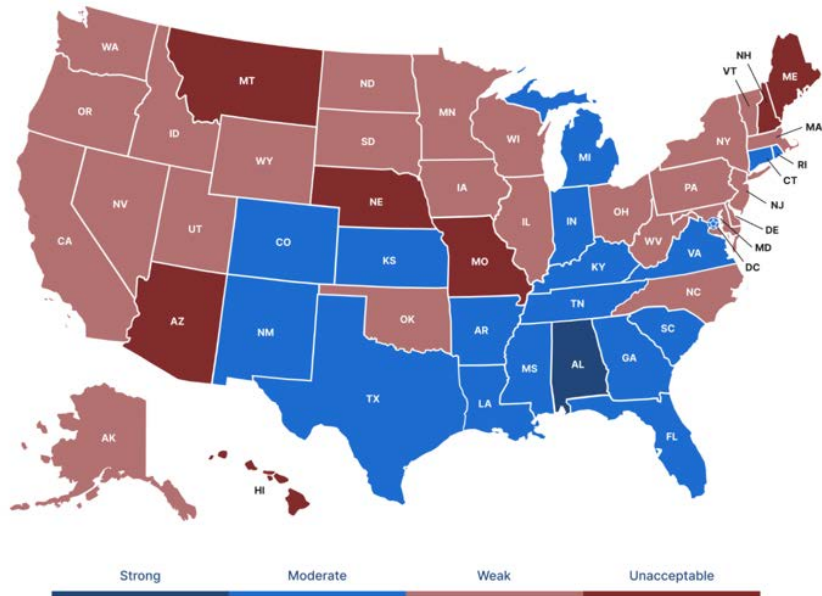 WA
MT
ND
MN
OR
ID
SD
WI
WY
MI
NH
VT
ME
MA
NY
RI
CT
NV
UT
NE
IA
PA
NJ
CA
CO
IL
IN
OH
DE
MD
WV
VA
DC
KS
MO
KY
AZ
NM
OK
AR
TN
NC
SC
TX
LA
MS
AL
GA
FL
AK
HI
Strong Moderate Weak Unacceptable